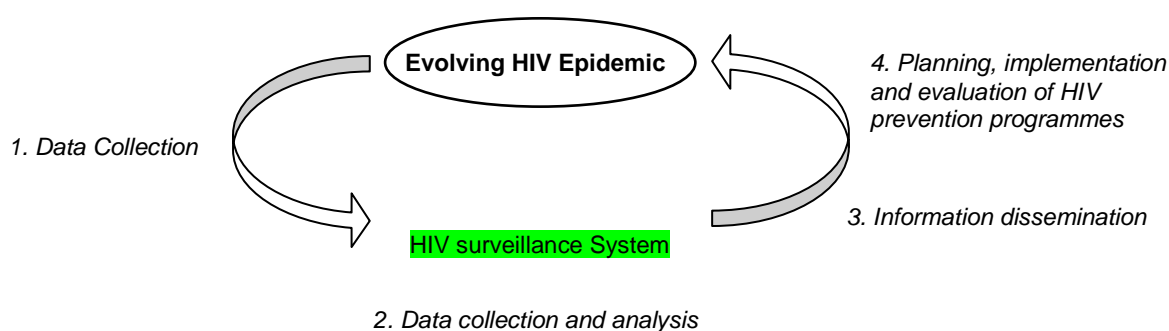 Evolving HIV Epidemic
4. Planning, implementation
and evaluation of HIV
prevention programmes
1. Data Collection
3. Information dissemination
HIV surveillance System
2. Data collection and analysis